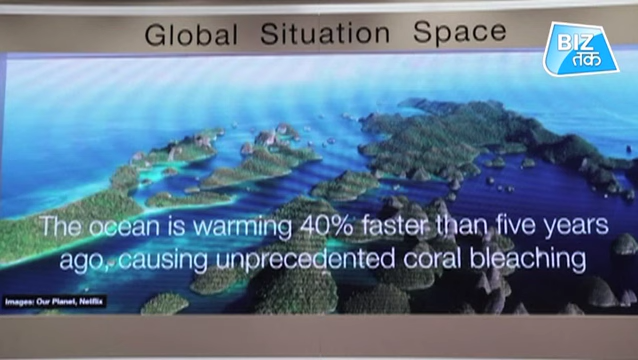 Global Situation Space
BIZ
तक
The ocean is warming 40% faster than five years
ago, causing unprecedented coral bleaching
Images: Our Planet, Netflix